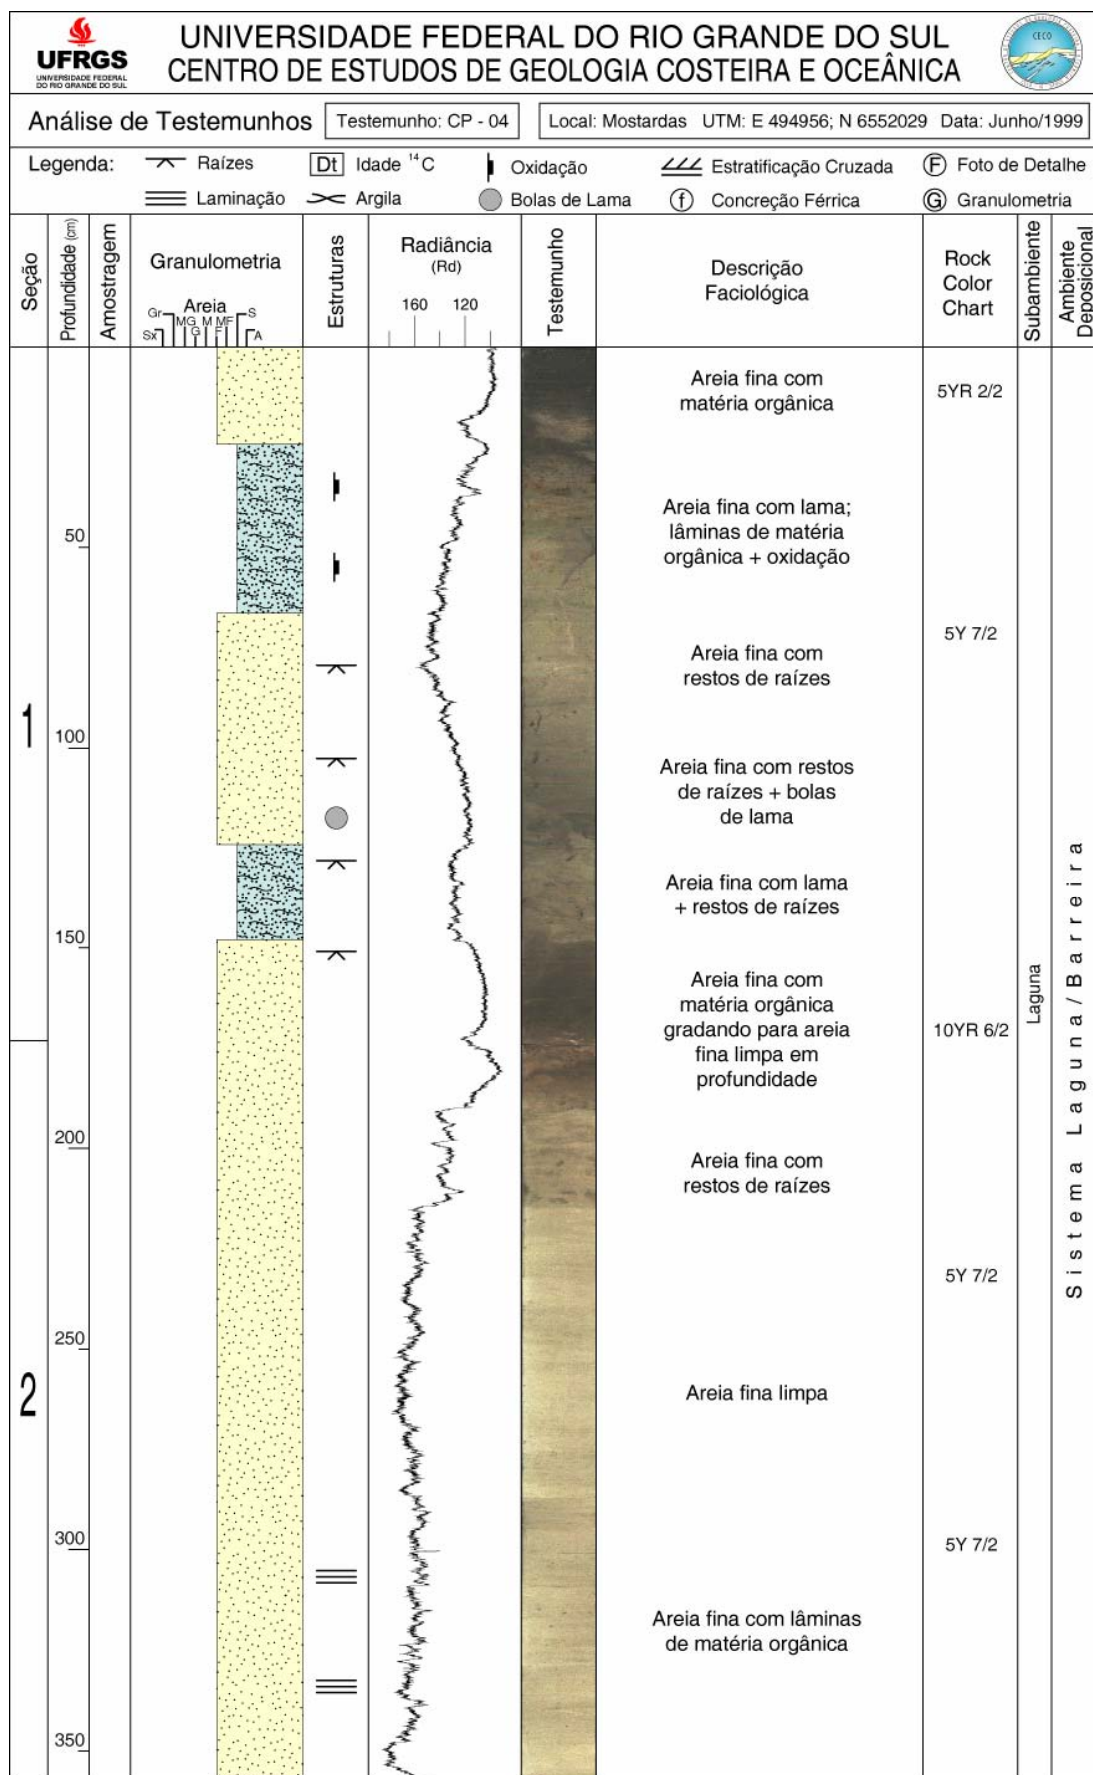 UFRGS
UNIVERSIDADE FEDERAL
DO RIO GRANDE DO SUL
UNIVERSIDADE FEDERAL DO RIO GRANDE DO SUL
CENTRO DE ESTUDOS DE GEOLOGIA COSTEIRA E OCEÂNICA
CECO
Análise de Testemunhos
Testemunho: CP - 04
Local: Mostardas UTM: E 494956; N 6552029 Data: Junho/1999
Legenda:
Raízes
Dt Idade 14C
Oxidação
Estratificação Cruzada
F Foto de Detalhe
Laminação
Argila
Bolas de Lama
f Concreção Férrica
G Granulometria
Seção
Profundidade (cm)
Amostragem
Granulometria
Areia
Gr
MG M MF
S
Sx
G
F
A
Estruturas
Radiância
(Rd)
160 120
Testemunho
Descrição
Faciológica
Rock
Color
Chart
Subambiente
Ambiente
Deposicional
Areia fina com
matéria orgânica
5YR 2/2
Areia fina com lama;
lâminas de matéria
orgânica + oxidação
50
5Y 7/2
Areia fina com
restos de raízes
1
100
Areia fina com restos
de raízes + bolas
de lama
Areia fina com lama
+ restos de raízes
150
Areia fina com
matéria orgânica
gradando para areia
fina limpa em
profundidade
10YR 6/2
Laguna
Sistema Laguna/Barreira
200
Areia fina com
restos de raízes
5Y 7/2
250
2
Areia fina limpa
300
5Y 7/2
Areia fina com lâminas
de matéria orgânica
350